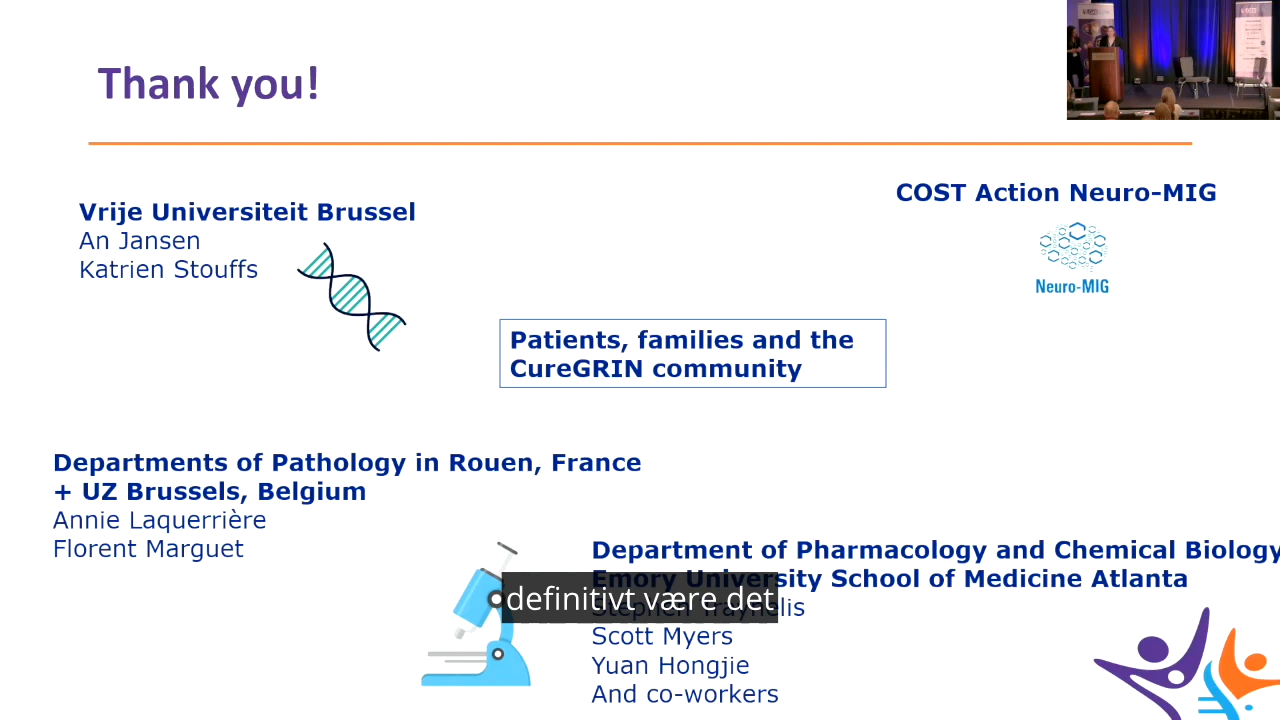 Thank you!
Vrije Universiteit Brussel
An Jansen
Katrien Stouffs
COST Action Neuro-MIG
Neuro-MIG
Patients, families and the
CureGRIN community
Departments of Pathology in Rouen, France
+ UZ Brussels, Belgium
Annie Laquerrière
Florent Marguet
Department of Pharmacology and Chemical Biology
Emory University School of Medicine Atlanta
Stephen Traynelis
Scott Myers
Yuan Hongjie
And co-workers
definitivt være det